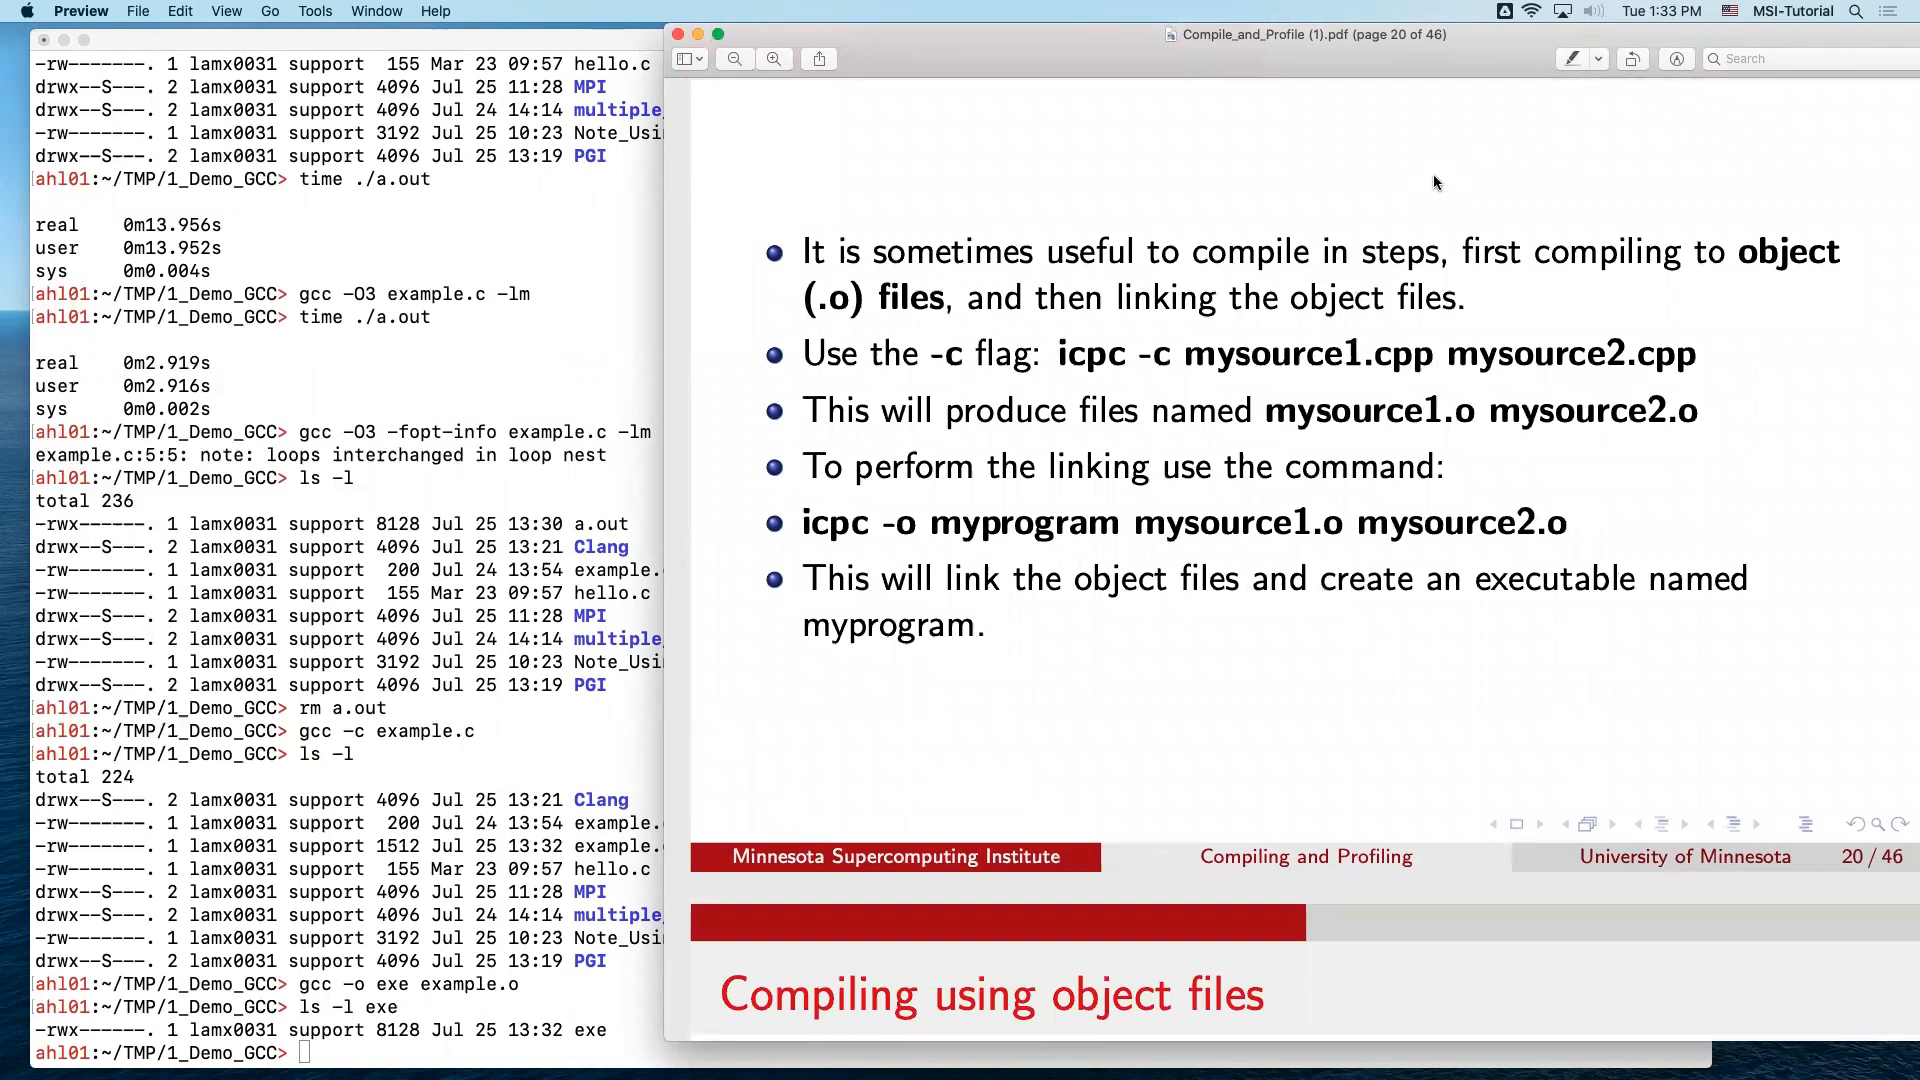 Preview File Edit View Go Tools Window Help
Tue 1:33 PM MSI-Tutorial
-rw-------. 1 lamx0031 support 155 Mar 23 09:57 hello.c
drwx--S---. 2 lamx0031 support 4096 Jul 25 11:28 MPI
drwx--S---. 2 lamx0031 support 4096 Jul 24 14:14 multiple_
-rw-------. 1 lamx0031 support 3192 Jul 25 10:23 Note_Usi
drwx--S---. 2 lamx0031 support 4096 Jul 25 13:19 PGI
[ahl01:~/TMP/1_Demo_GCC> time ./a.out
real 0m13.956s
user 0m13.952s
sys 0m0.004s
[ahl01:~/TMP/1_Demo_GCC> gcc -O3 example.c -lm
[ahl01:~/TMP/1_Demo_GCC> time ./a.out
real 0m2.919s
user 0m2.916s
sys 0m0.002s
[ahl01:~/TMP/1_Demo_GCC> gcc -O3 -fopt-info example.c -lm
example.c:5:5: note: loops interchanged in loop nest
[ahl01:~/TMP/1_Demo_GCC> ls -l
total 236
-rwx------. 1 lamx0031 support 8128 Jul 25 13:30 a.out
drwx--S---. 2 lamx0031 support 4096 Jul 25 13:21 Clang
-rw-------. 1 lamx0031 support 200 Jul 24 13:54 example.
-rw-------. 1 lamx0031 support 155 Mar 23 09:57 hello.c
drwx--S---. 2 lamx0031 support 4096 Jul 25 11:28 MPI
drwx--S---. 2 lamx0031 support 4096 Jul 24 14:14 multiple_
-rw-------. 1 lamx0031 support 3192 Jul 25 10:23 Note_Usi
drwx--S---. 2 lamx0031 support 4096 Jul 25 13:19 PGI
[ahl01:~/TMP/1_Demo_GCC> rm a.out
[ahl01:~/TMP/1_Demo_GCC> gcc -c example.c
[ahl01:~/TMP/1_Demo_GCC> ls -l
total 224
drwx--S---. 2 lamx0031 support 4096 Jul 25 13:21 Clang
-rw-------. 1 lamx0031 support 200 Jul 24 13:54 example.
-rw-------. 1 lamx0031 support 1512 Jul 25 13:32 example.
-rw-------. 1 lamx0031 support 155 Mar 23 09:57 hello.c
drwx--S---. 2 lamx0031 support 4096 Jul 25 11:28 MPI
drwx--S---. 2 lamx0031 support 4096 Jul 24 14:14 multiple_
-rw-------. 1 lamx0031 support 3192 Jul 25 10:23 Note_Usi
drwx--S---. 2 lamx0031 support 4096 Jul 25 13:19 PGI
[ahl01:~/TMP/1_Demo_GCC> gcc -o exe example.o
[ahl01:~/TMP/1_Demo_GCC> ls -l exe
-rwx------. 1 lamx0031 support 8128 Jul 25 13:32 exe
ahl01:~/TMP/1_Demo_GCC>
Compile_and_Profile (1).pdf (page 20 of 46)
Search
It is sometimes useful to compile in steps, first compiling to object
(.o) files, and then linking the object files.
Use the -c flag: icpc -c mysource1.cpp mysource2.cpp
This will produce files named mysource1.o mysource2.o
To perform the linking use the command:
icpc -o myprogram mysource1.o mysource2.o
This will link the object files and create an executable named
myprogram.
Minnesota Supercomputing Institute Compiling and Profiling University of Minnesota 20 / 46
Compiling using object files